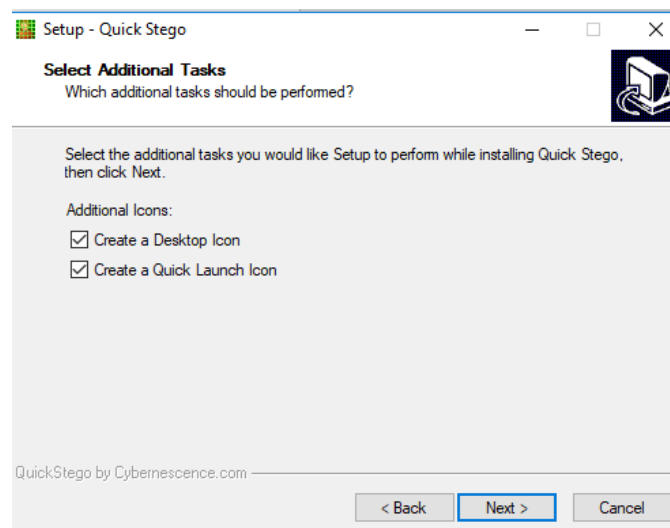 Setup - Quick Stego
Select Additional Tasks
Which additional tasks should be performed?
Select the additional tasks you would like Setup to perform while installing Quick Stego,
then click Next.
Additional Icons:
Create a Desktop Icon
Create a Quick Launch Icon
QuickStego by Cybernescence.com
< Back
Next >
Cancel